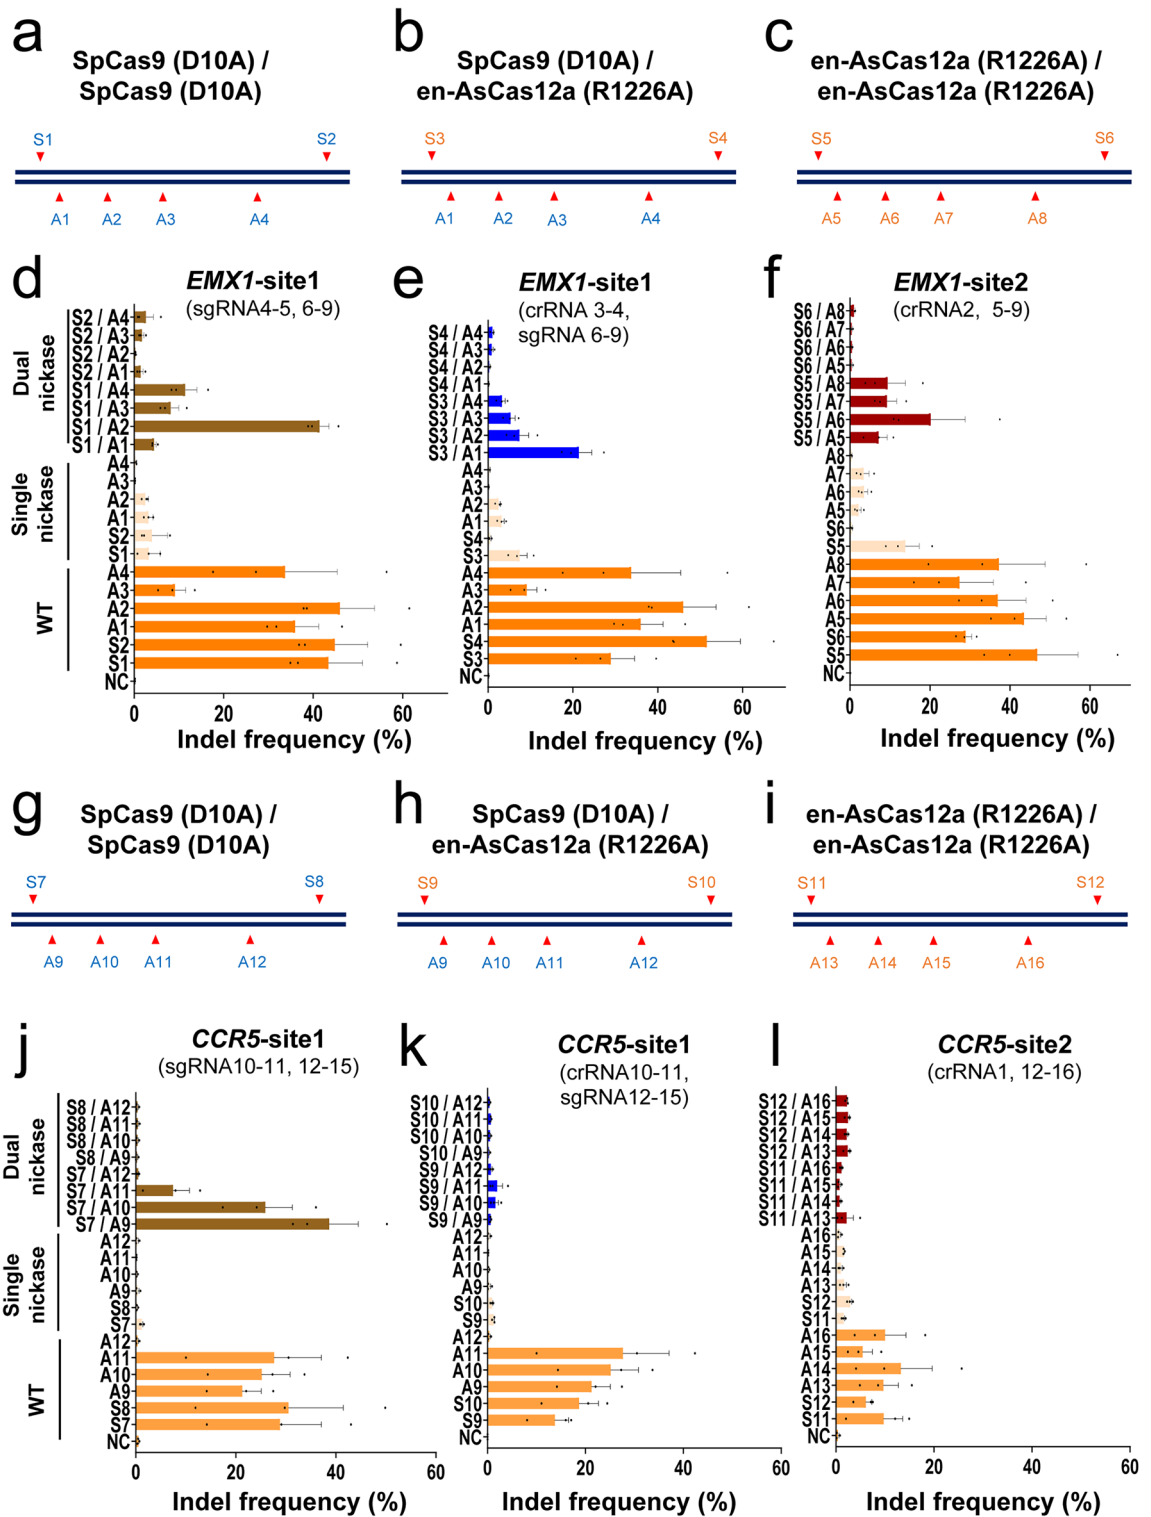 a
SpCas9 (D10A) /
SpCas9 (D10A)
S1
S2
A1
A2
A3
A4
b
SpCas9 (D10A) /
en-AsCas12a (R1226A)
S3
S4
A1
A2
A3
A4
c
en-AsCas12a (R1226A) /
en-AsCas12a (R1226A)
S5
S6
A5
A6
A7
A8
d
EMX1-site1
(sgRNA4-5, 6-9)
Dual
nickase
Single
nickase
WT
S2 / A4
S2 / A3
S2 / A2
S2 / A1
S1 / A4
S1 / A3
S1 / A2
S1 / A1
A4
A3
A2
A1
S2
S1
A4
A3
A2
A1
S2
S1
NC
0 20 40 60
Indel frequency (%)
e
EMX1-site1
(crRNA 3-4,
sgRNA 6-9)
S4 / A4
S4 / A3
S4 / A2
S4 / A1
S3 / A4
S3 / A3
S3 / A2
S3 / A1
A4
A3
A2
A1
S4
S3
A4
A3
A2
A1
S4
S3
NC
0 20 40 60
Indel frequency (%)
f
EMX1-site2
(crRNA2, 5-9)
S6 / A8
S6 / A7
S6 / A6
S6 / A5
S5 / A8
S5 / A7
S5 / A6
S5 / A5
A8
A7
A6
A5
S6
S5
A8
A7
A6
A5
S6
S5
NC
0 20 40 60
Indel frequency (%)
g
SpCas9 (D10A) /
SpCas9 (D10A)
S7
S8
A9
A10
A11
A12
h
SpCas9 (D10A) /
en-AsCas12a (R1226A)
S9
S10
A9
A10
A11
A12
i
en-AsCas12a (R1226A) /
en-AsCas12a (R1226A)
S11
S12
A13
A14
A15
A16
j
CCR5-site1
(sgRNA10-11, 12-15)
Dual
nickase
Single
nickase
WT
S8 / A12
S8 / A11
S8 / A10
S8 / A9
S7 / A12
S7 / A11
S7 / A10
S7 / A9
A12
A11
A10
A9
S8
S7
A12
A11
A10
A9
S8
S7
NC
0 20 40 60
Indel frequency (%)
k
CCR5-site1
(crRNA10-11,
sgRNA12-15)
S10 / A12
S10 / A11
S10 / A10
S10 / A9
S9 / A12
S9 / A11
S9 / A10
S9 / A9
A12
A11
A10
A9
S10
S9
A12
A11
A10
A9
S10
S9
NC
0 20 40 60
Indel frequency (%)
l
CCR5-site2
(crRNA1, 12-16)
S12 / A16
S12 / A15
S12 / A14
S12 / A13
S11 / A16
S11 / A15
S11 / A14
S11 / A13
A16
A15
A14
A13
S12
S11
A16
A15
A14
A13
S12
S11
NC
0 20 40 60
Indel frequency (%)